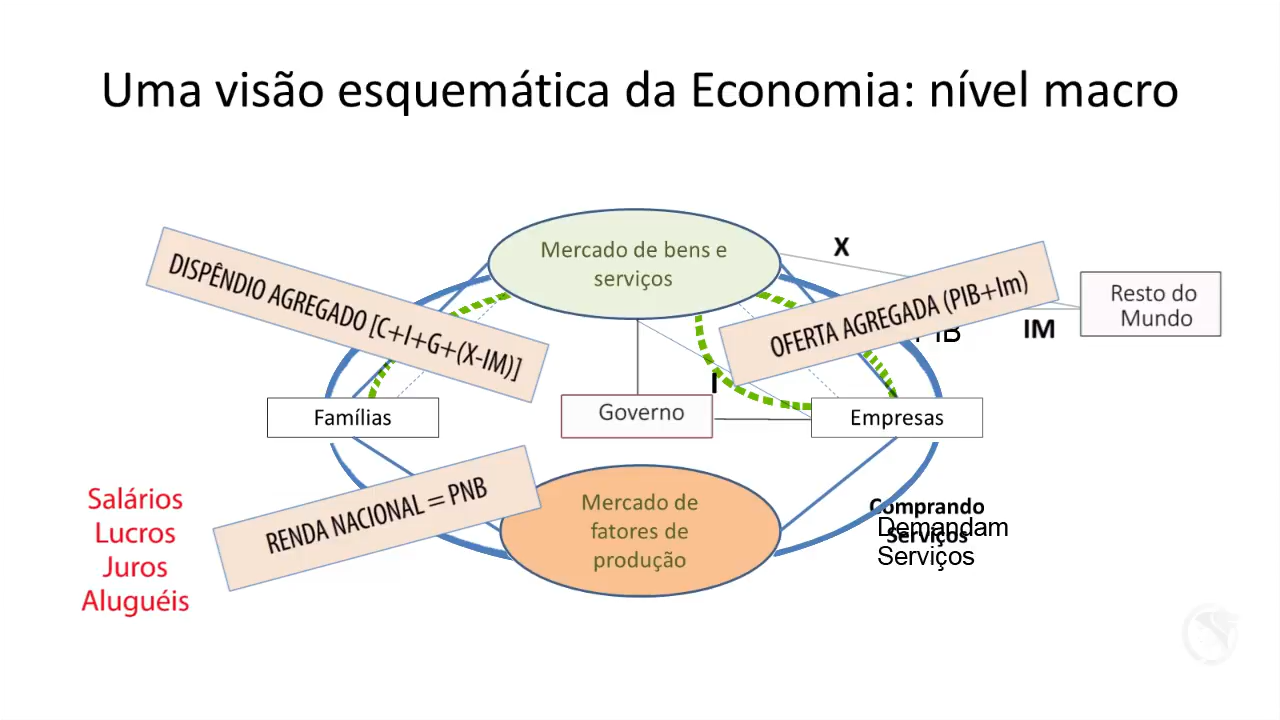 Uma visão esquemática da Economia: nível macro
Mercado de bens e
serviços
X
DISPÊNDIO AGREGADO [C+I+G+(X-IM)]
OFERTA AGREGADA (PIB+Im)
Resto do
Mundo
IM
PIB
I
Famílias
Governo
Empresas
Salários
Lucros
Juros
Aluguéis
RENDA NACIONAL = PNB
Mercado de
fatores de
produção
Comprando
Serviços
Demandam
Serviços